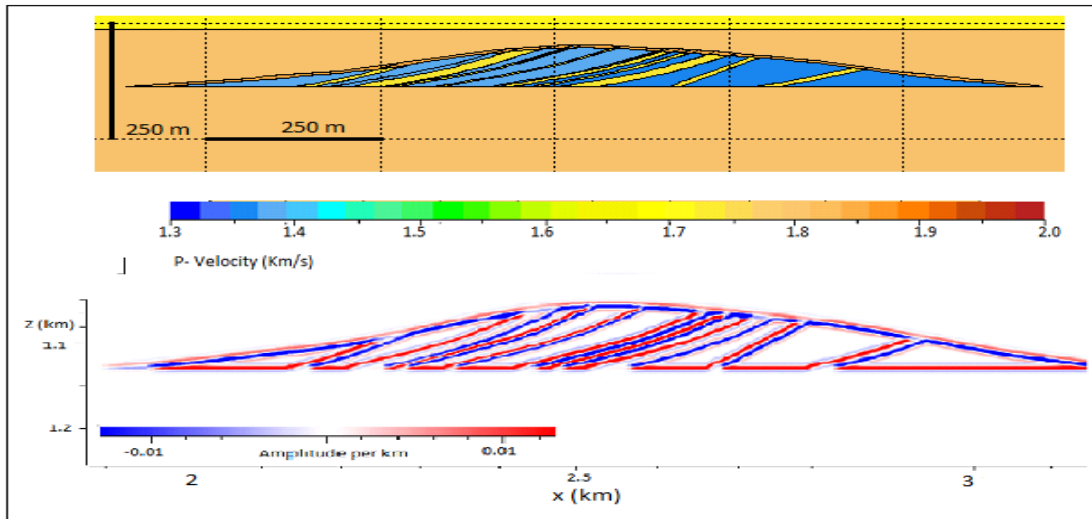 250 m
250 m
1.3 1.4 1.5 1.6 1.7 1.8 1.9 2.0
P- Velocity (Km/s)
Z (km)
1.1
1.2
-0.01 Amplitude per km 0.01
2 2.5 3
x (km)